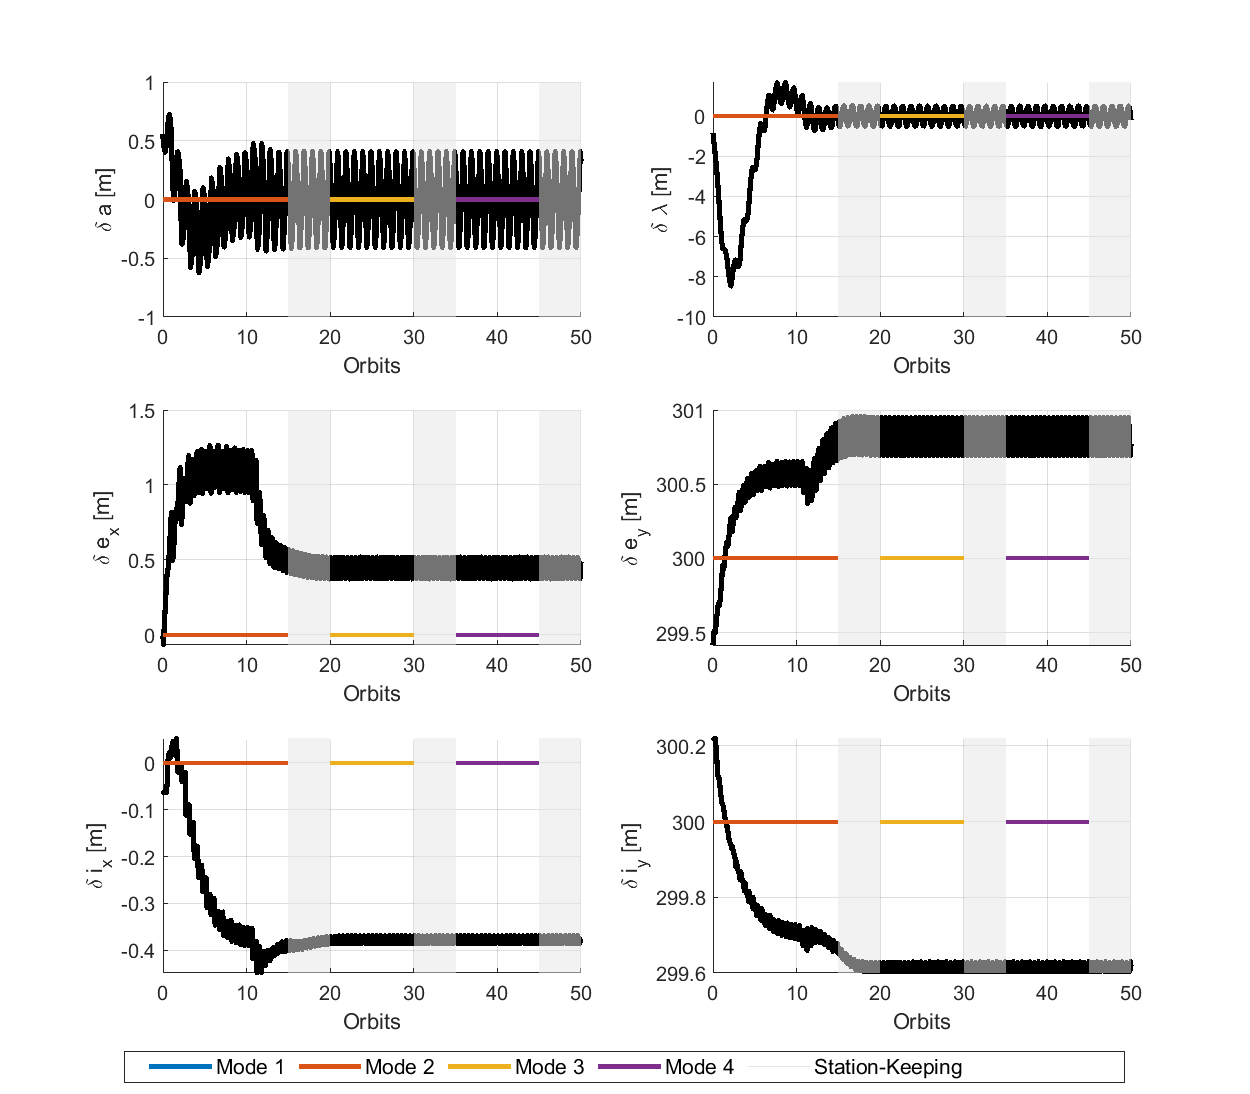 1
0.5
0
-0.5
-1
δ a [m]
0 10 20 30 40 50
Orbits
0
-2
-4
-6
-8
-10
δ λ [m]
0 10 20 30 40 50
Orbits
1.5
1
0.5
0
δ e_x [m]
0 10 20 30 40 50
Orbits
301
300.5
300
299.5
δ e_y [m]
0 10 20 30 40 50
Orbits
0
-0.1
-0.2
-0.3
-0.4
δ i_x [m]
0 10 20 30 40 50
Orbits
300.2
300
299.8
299.6
δ i_y [m]
0 10 20 30 40 50
Orbits
Mode 1 Mode 2 Mode 3 Mode 4 Station-Keeping